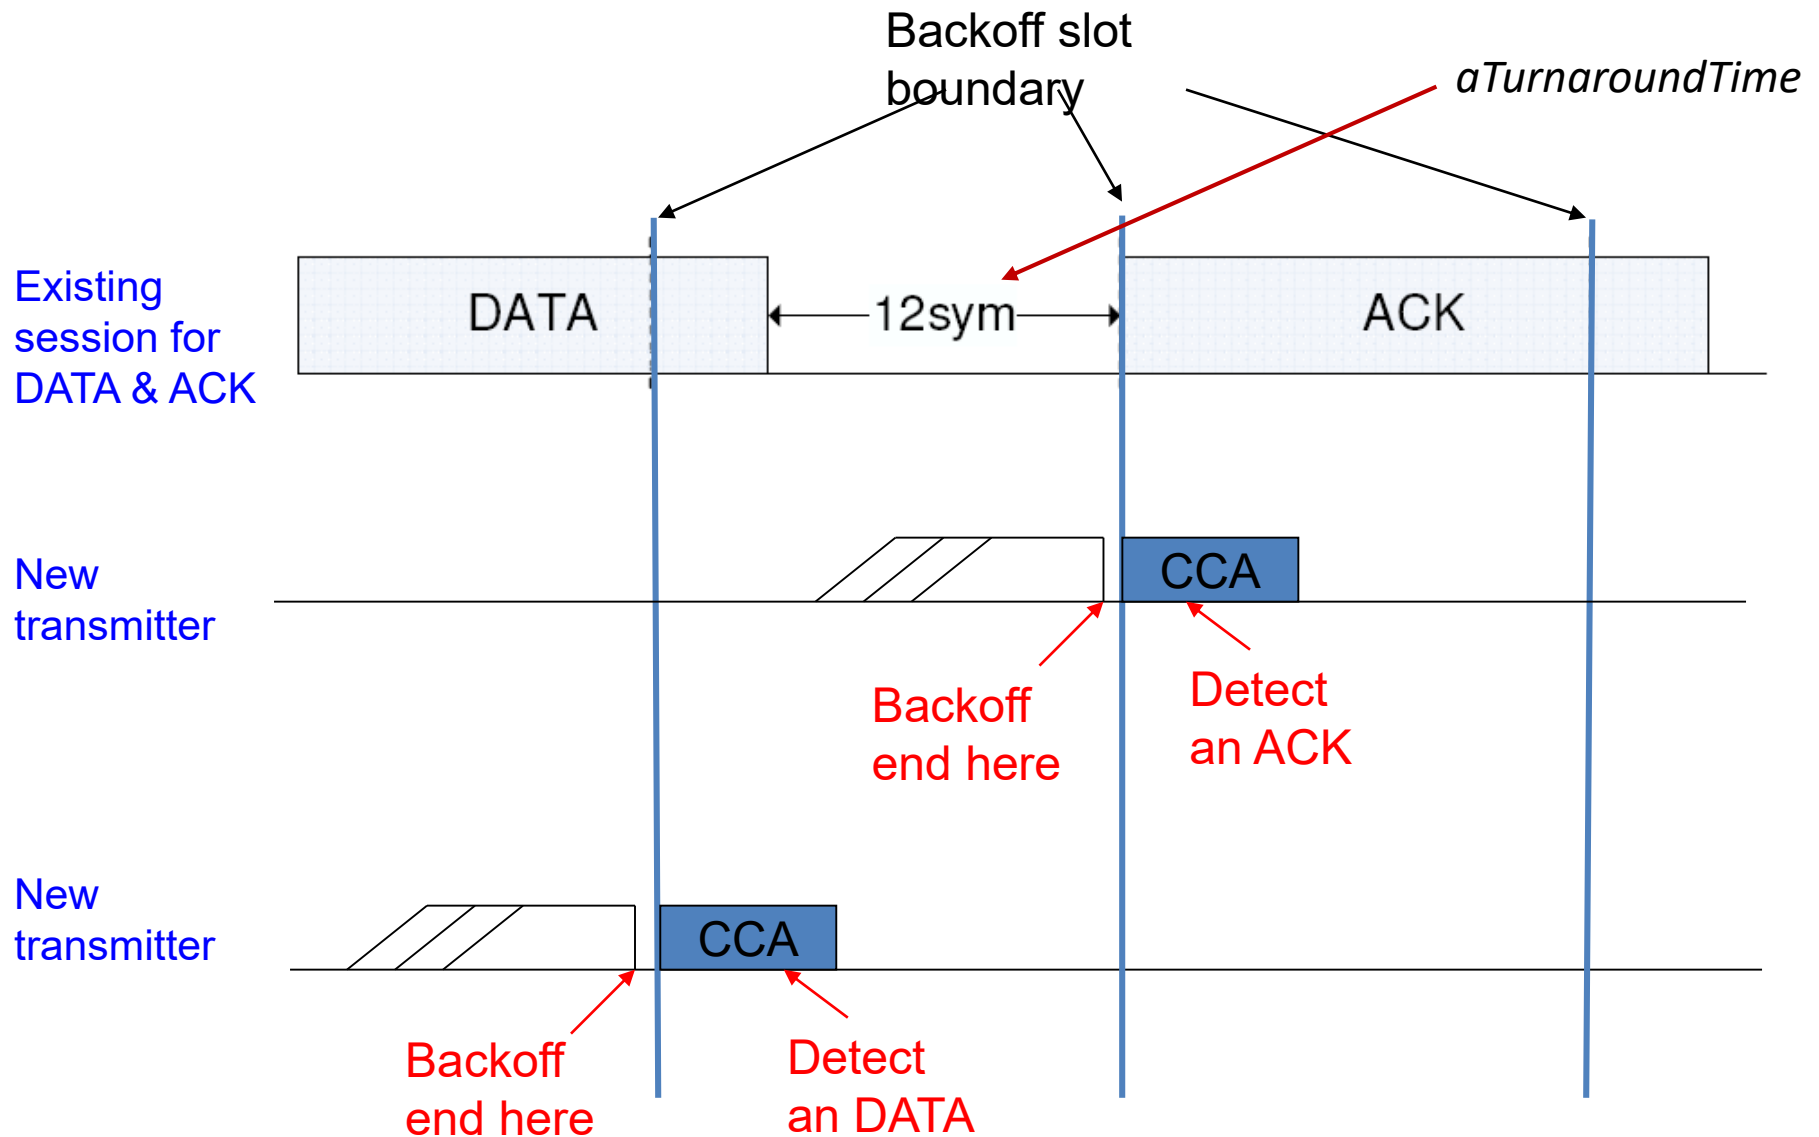 Backoff slot
boundary
aTurnaroundTime
Existing
session for
DATA & ACK
DATA
12sym
ACK
New
transmitter
CCA
Backoff
end here
Detect
an ACK
New
transmitter
CCA
Backoff
end here
Detect
an DATA